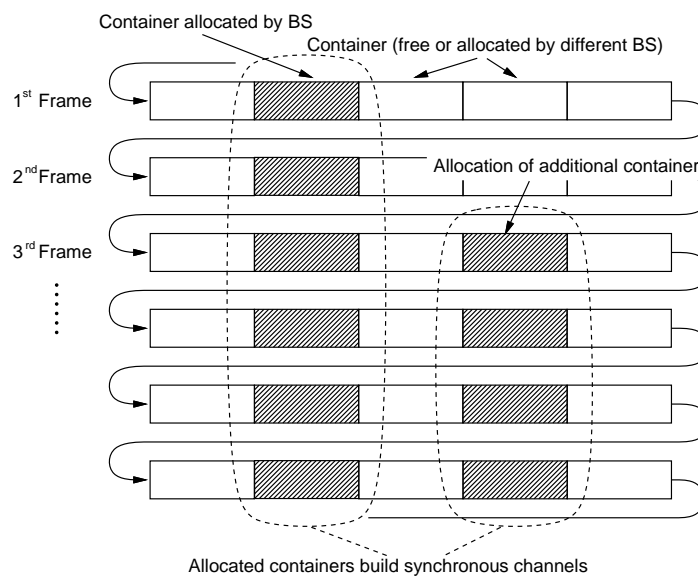 Container allocated by BS
Container (free or allocated by different BS)
1st Frame
2nd Frame
Allocation of additional container
3rd Frame
Allocated containers build synchronous channels